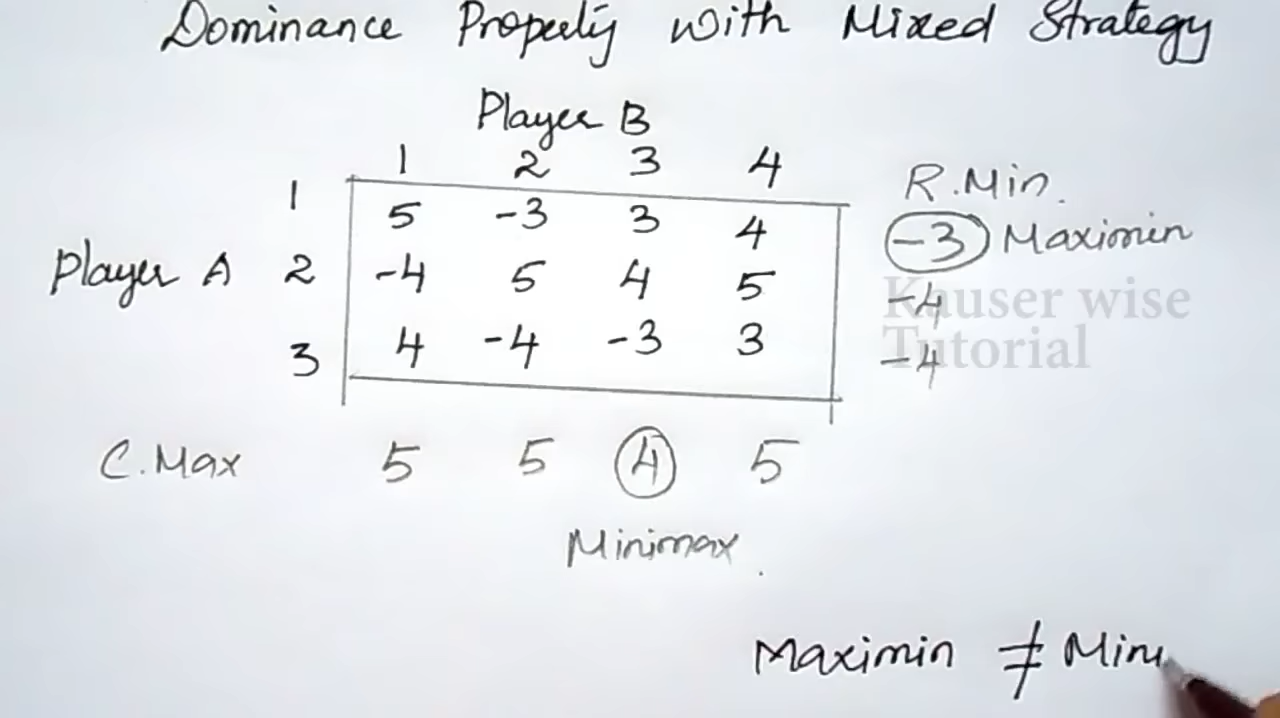 Dominance Property With Mixed Strategy
Player B
1 2 3 4 R.Min.
1 5 -3 3 4 -3 Maximin
Player A 2 -4 5 4 5 -4
3 4 -4 -3 3 -4
Kauser wise
Tutorial
C.Max 5 5 4 5
Minimax.
Maximin ≠ Mini